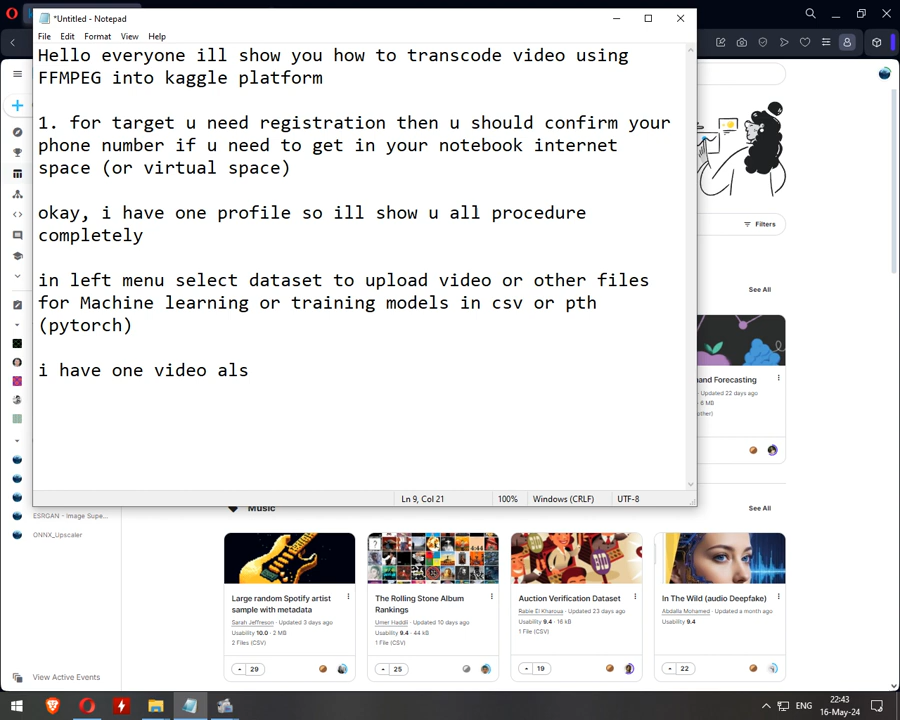 *Untitled - Notepad
File Edit Format View Help
Hello everyone ill show you how to transcode video using
FFMPEG into kaggle platform
1. for target u need registration then u should confirm your
phone number if u need to get in your notebook internet
space (or virtual space)
okay, i have one profile so ill show u all procedure
completely
in left menu select dataset to upload video or other files
for Machine learning or training models in csv or pth
(pytorch)
i have one video als
Ln 9, Col 21 100% Windows (CRLF) UTF-8
Filters
See All
and Forecasting
Updated 22 days ago
6 MB
ther)
ESRGAN - Image Supe...
ONNX_Upscaler
Music
See All
Large random Spotify artist
sample with metadata
Sarah Jeffreson · Updated 3 days ago
Usability 10.0 · 2 MB
2 Files (CSV)
29
The Rolling Stone Album
Rankings
Umer Haddii · Updated 10 days ago
Usability 9.4 · 44 kB
1 File (CSV)
25
Auction Verification Dataset
Rabie El Kharoua · Updated 23 days ago
Usability 9.4 · 16 kB
1 File (CSV)
19
In The Wild (audio Deepfake)
Abdalla Mohamed · Updated a month ago
Usability 9.4
22
View Active Events
ENG
22:43
16-May-24